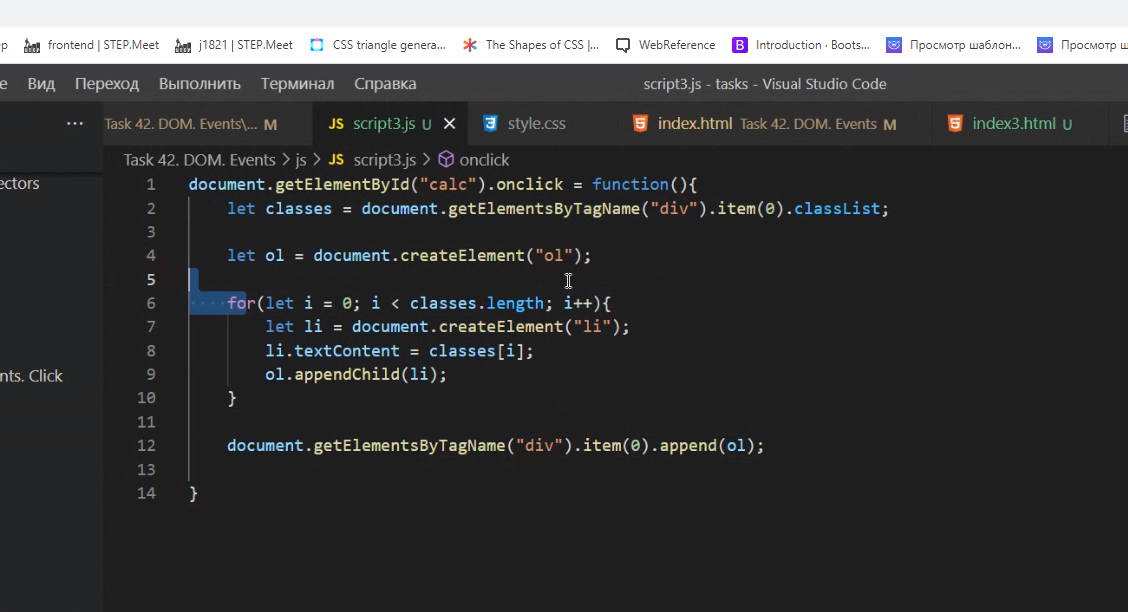 р frontend | STEP.Meet j1821 | STEP.Meet CSS triangle genera... The Shapes of CSS |... WebReference B Introduction · Boots... Просмотр шаблон... Просмотр ш
е Вид Переход Выполнить Терминал Справка script3.js - tasks - Visual Studio Code
... Task 42. DOM. Events\... M JS script3.js U × style.css index.html Task 42. DOM. Events M index3.html U
Task 42. DOM. Events > js > JS script3.js > onclick
ectors
nts. Click
1 document.getElementById("calc").onclick = function(){
2 let classes = document.getElementsByTagName("div").item(0).classList;
3
4 let ol = document.createElement("ol");
5
6 for(let i = 0; i < classes.length; i++){
7 let li = document.createElement("li");
8 li.textContent = classes[i];
9 ol.appendChild(li);
10 }
11
12 document.getElementsByTagName("div").item(0).append(ol);
13
14 }